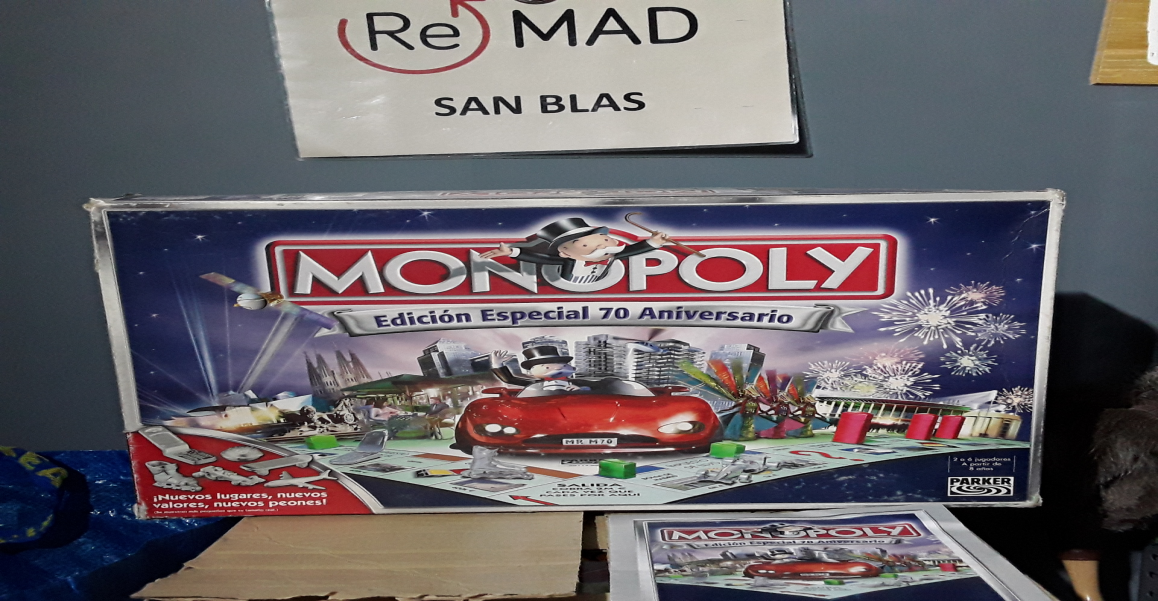 Re MAD
SAN BLAS
MONOPOLY
Edición Especial 70 Aniversario
MR M70
SALIDA
¡Nuevos lugares, nuevos
valores, nuevos peones!
2 a 6 jugadores
A partir de
8 años
PARKER
MONOPOLY
Edición Especial 70 Aniversario